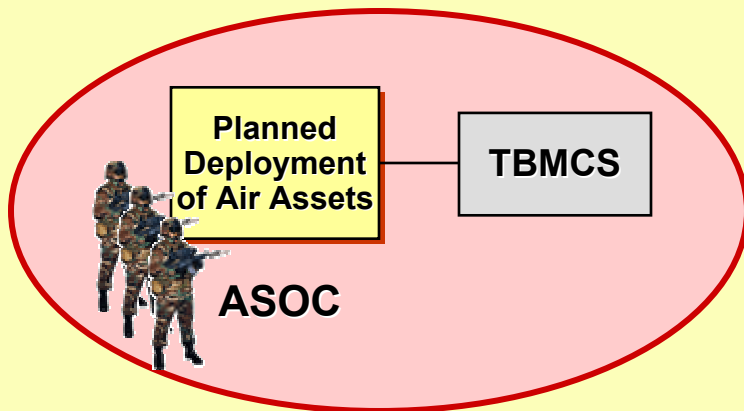 Planned
Deployment
of Air Assets
TBMCS
ASOC